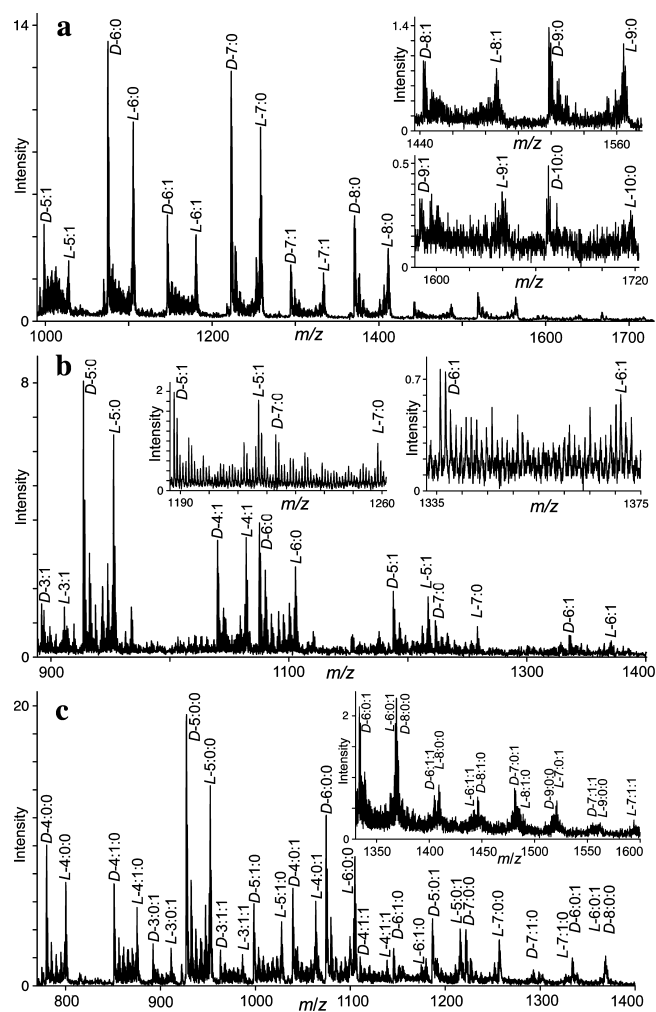 a
14
Intensity
0
D-5:1
L-5:1
D-6:0
L-6:0
D-6:1
L-6:1
D-7:0
L-7:0
D-7:1
L-7:1
D-8:0
L-8:0
1000
1200
1400
1600
1700
m/z
1.4
Intensity
0
D-8:1
L-8:1
D-9:0
L-9:0
1440
m/z
1560
0.5
Intensity
0
D-9:1
L-9:1
D-10:0
L-10:0
1600
m/z
1720
b
8
Intensity
0
D-3:1
L-3:1
D-5:0
L-5:0
D-4:1
L-4:1
D-6:0
L-6:0
D-5:1
L-5:1
D-7:0
L-7:0
D-6:1
L-6:1
900
1100
m/z
1300
1400
2
Intensity
0
D-5:1
L-5:1
D-7:0
L-7:0
1190
m/z
1260
0.7
Intensity
0
D-6:1
L-6:1
1335
m/z
1375
c
20
Intensity
0
D-4:0:0
L-4:0:0
D-4:1:0
L-4:1:0
D-3:0:1
L-3:0:1
D-5:0:0
L-5:0:0
D-3:1:1
L-3:1:1
D-5:1:0
L-5:1:0
D-4:0:1
L-4:0:1
D-6:0:0
L-6:0:0
D-4:1:1
L-4:1:1
D-6:1:0
L-6:1:0
D-5:0:1
L-5:0:1
D-7:0:0
L-7:0:0
D-7:1:0
L-7:1:0
D-6:0:1
L-6:0:1
D-8:0:0
800
900
1000
m/z
1100
1200
1300
1400
2
Intensity
0
D-6:0:1
L-6:0:1
D-8:0:0
D-6:1:1
L-8:0:0
L-6:1:1
D-8:1:0
D-7:0:1
L-8:1:0
D-9:0:0
L-7:0:1
D-7:1:1
L-9:0:0
L-7:1:1
1350
1400
1450
1500
1550
1600
m/z